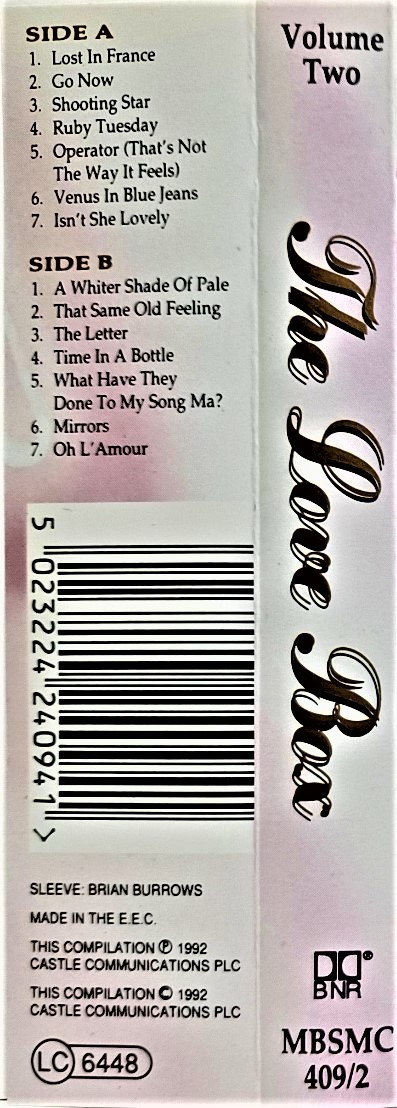 SIDE A
1. Lost In France
2. Go Now
3. Shooting Star
4. Ruby Tuesday
5. Operator (That's Not
The Way It Feels)
6. Venus In Blue Jeans
7. Isn't She Lovely
SIDE B
1. A Whiter Shade Of Pale
2. That Same Old Feeling
3. The Letter
4. Time In A Bottle
5. What Have They
Done To My Song Ma?
6. Mirrors
7. Oh L'Amour
5 023224 240941 >
SLEEVE: BRIAN BURROWS
MADE IN THE E.E.C.
THIS COMPILATION ℗ 1992
CASTLE COMMUNICATIONS PLC
THIS COMPILATION © 1992
CASTLE COMMUNICATIONS PLC
LC 6448
Volume
Two
The Love Box
®
BNR
MBSMC
409/2